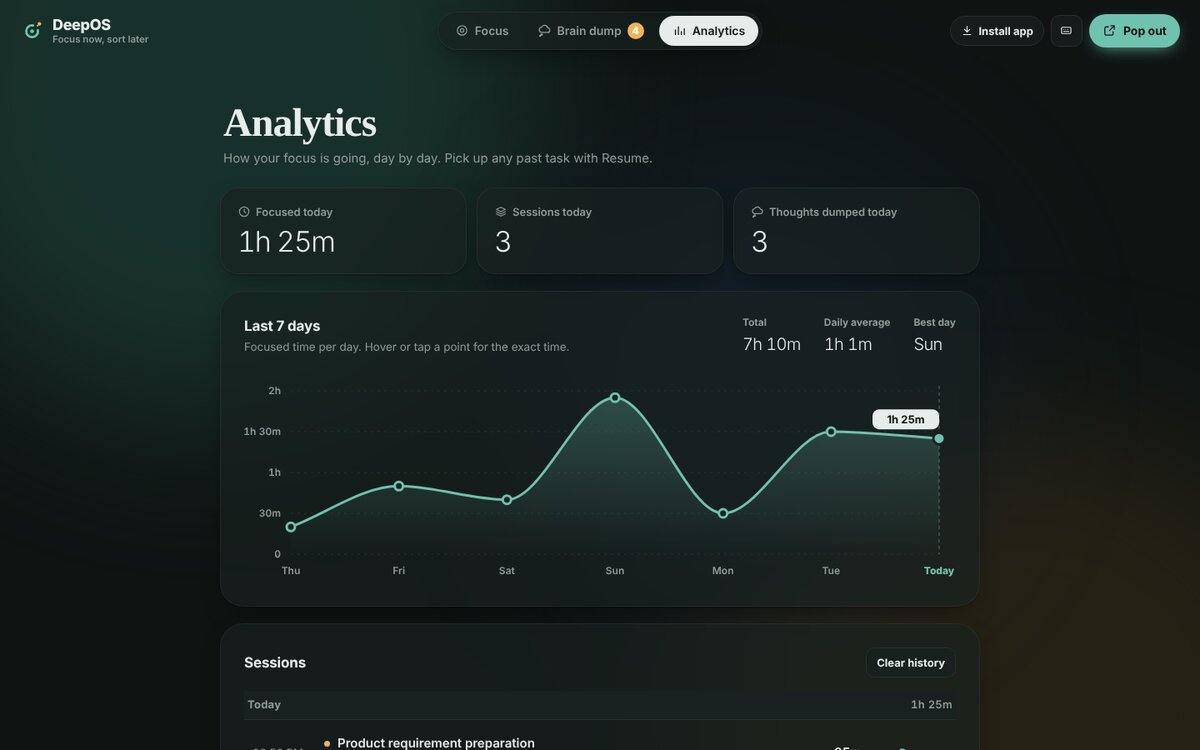 DeepOS
Focus now, sort later
Focus
Brain dump 4
Analytics
Install app
Pop out
Analytics
How your focus is going, day by day. Pick up any past task with Resume.
Focused today
1h 25m
Sessions today
3
Thoughts dumped today
3
Last 7 days
Focused time per day. Hover or tap a point for the exact time.
Total
7h 10m
Daily average
1h 1m
Best day
Sun
2h
1h 30m
1h
30m
0
1h 25m
Thu Fri Sat Sun Mon Tue Today
Sessions
Clear history
Today 1h 25m
Product requirement preparation